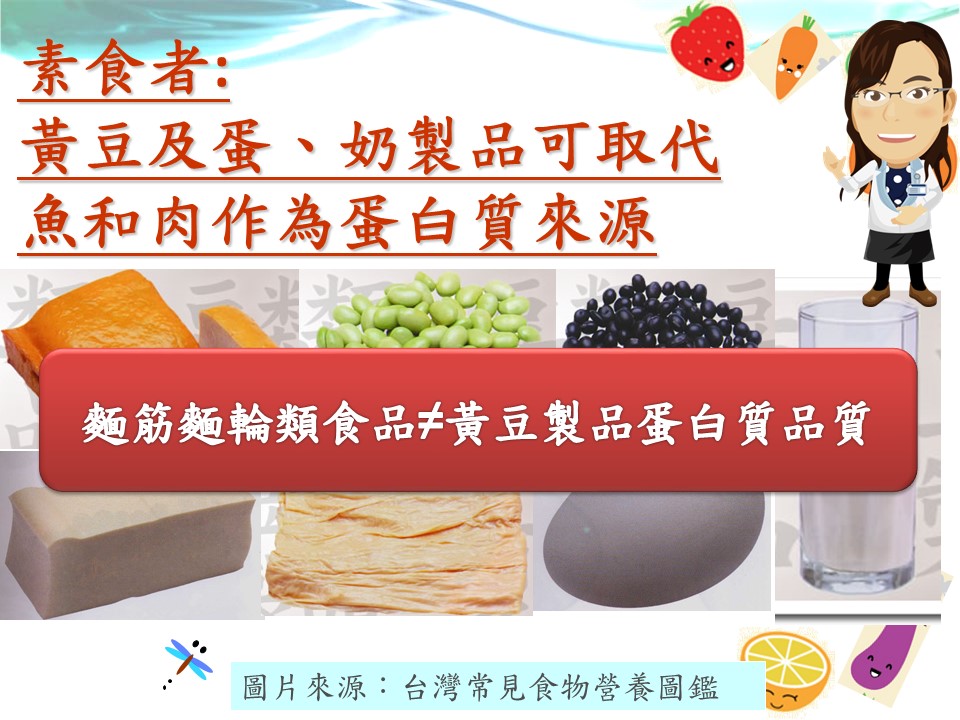 素食者:
黃豆及蛋、奶製品可取代
魚和肉作為蛋白質來源
麵筋麵輪類食品≠黃豆製品蛋白質品質
圖片來源：台灣常見食物營養圖鑑